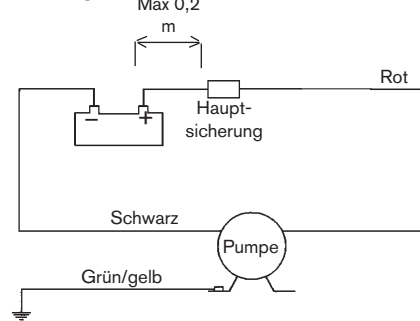 Max 0,2
m
Rot
Haupt-
sicherung
− +
Schwarz
Pumpe
Grün/gelb